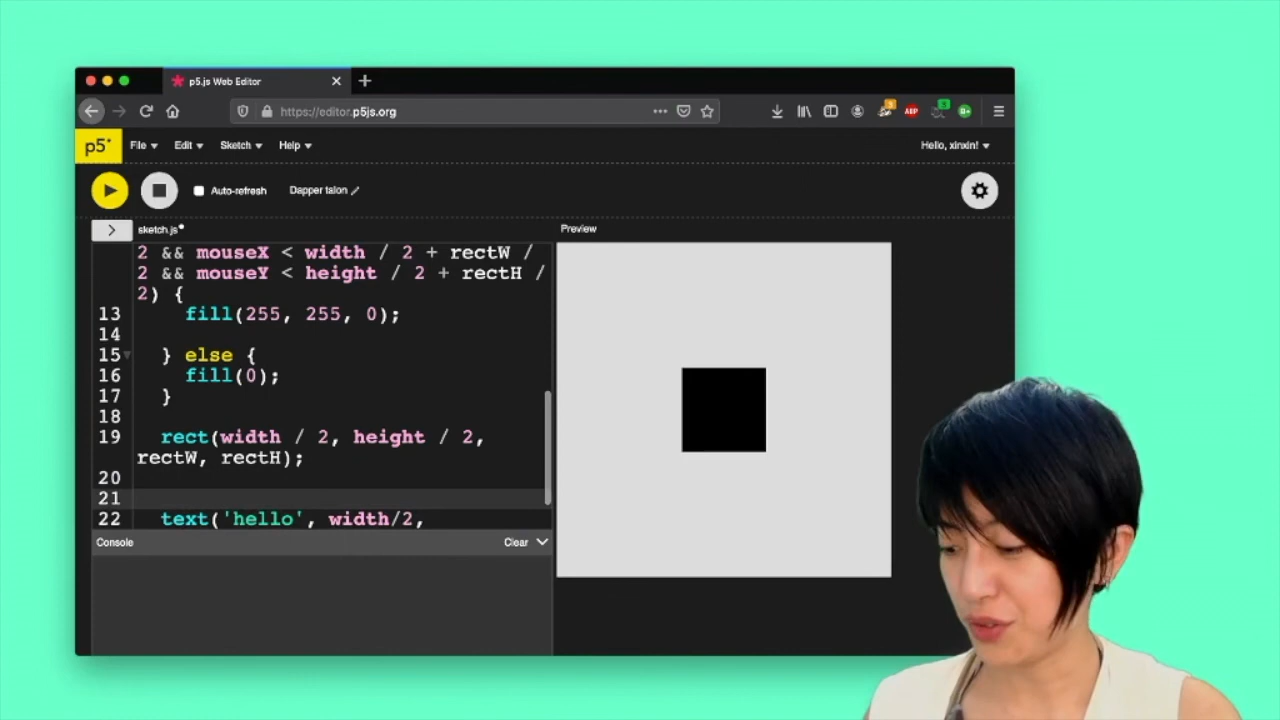 p5.js Web Editor
https://editor.p5js.org
ABP
p5*
File
Edit
Sketch
Help
Hello, xinxin!
Auto-refresh
Dapper talon
sketch.js
Preview
2 && mouseX < width / 2 + rectW /
2 && mouseY < height / 2 + rectH /
2) {
13 fill(255, 255, 0);
14
15 } else {
16 fill(0);
17 }
18
19 rect(width / 2, height / 2,
rectW, rectH);
20
21
22 text('hello', width/2,
Console
Clear